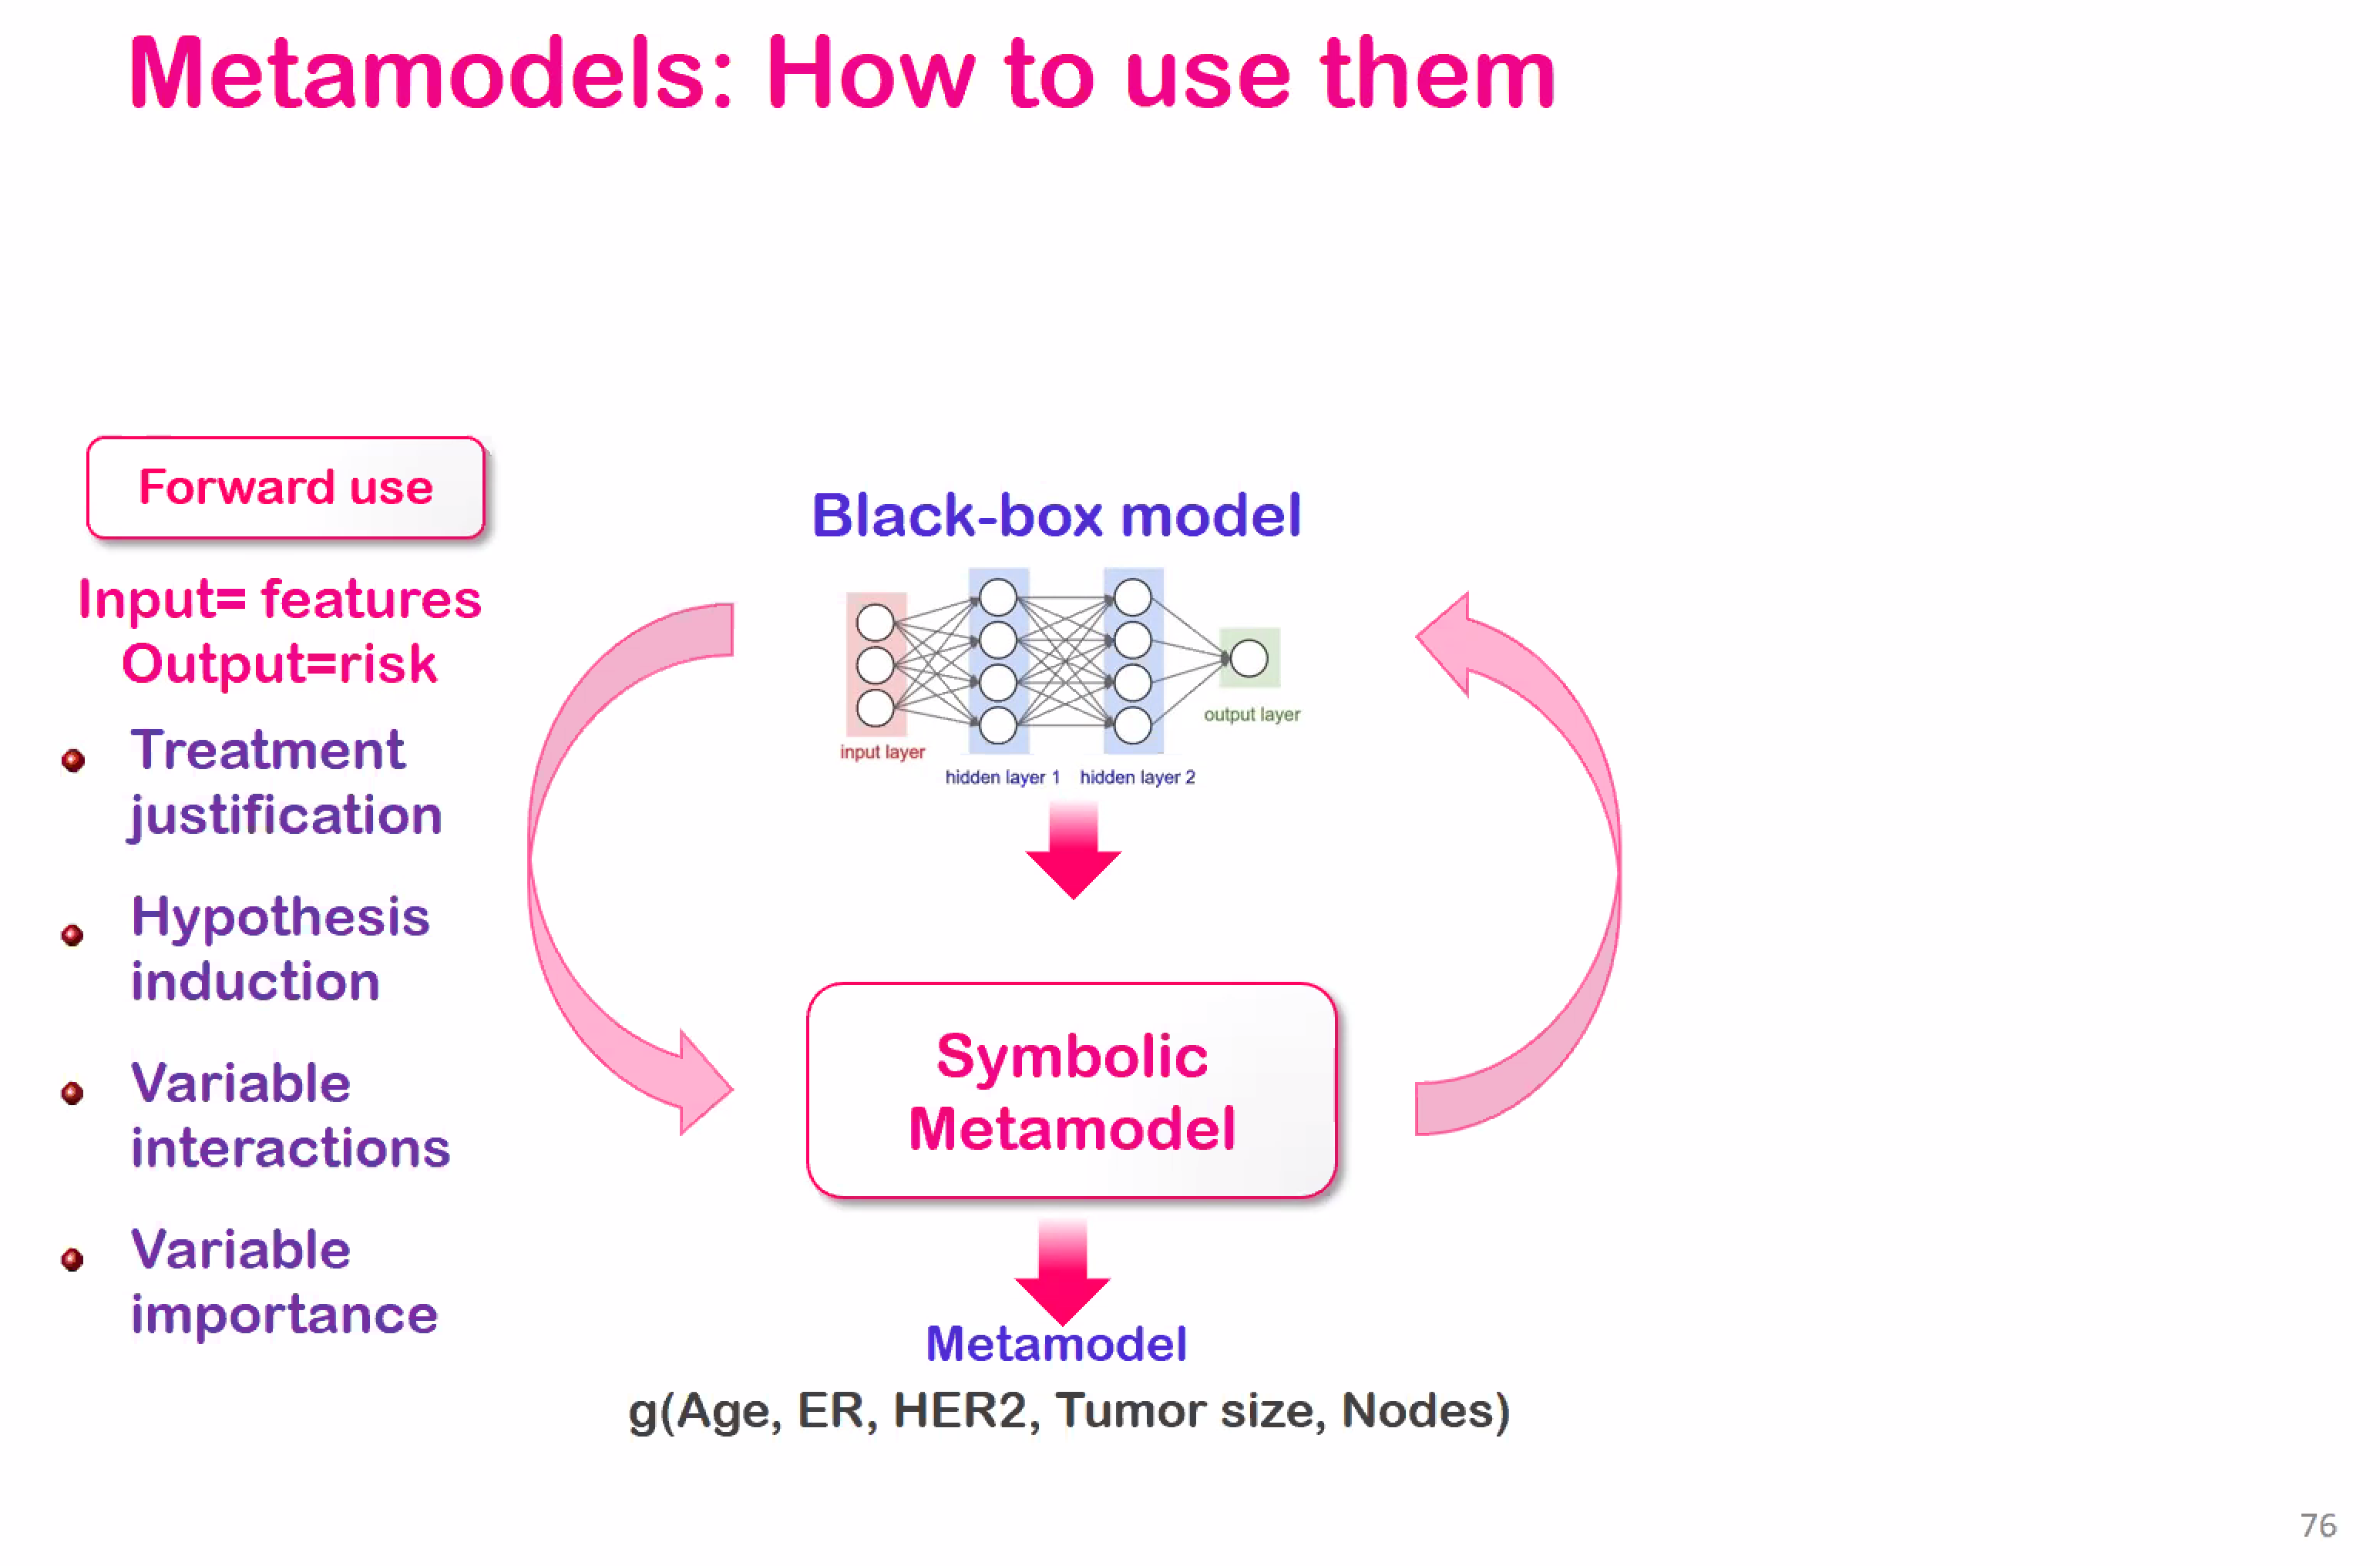 Metamodels: How to use them
Forward use
Input= features
Output=risk
Treatment
justification
Hypothesis
induction
Variable
interactions
Variable
importance
Black-box model
input layer
hidden layer 1
hidden layer 2
output layer
Symbolic
Metamodel
Metamodel
g(Age, ER, HER2, Tumor size, Nodes)
76